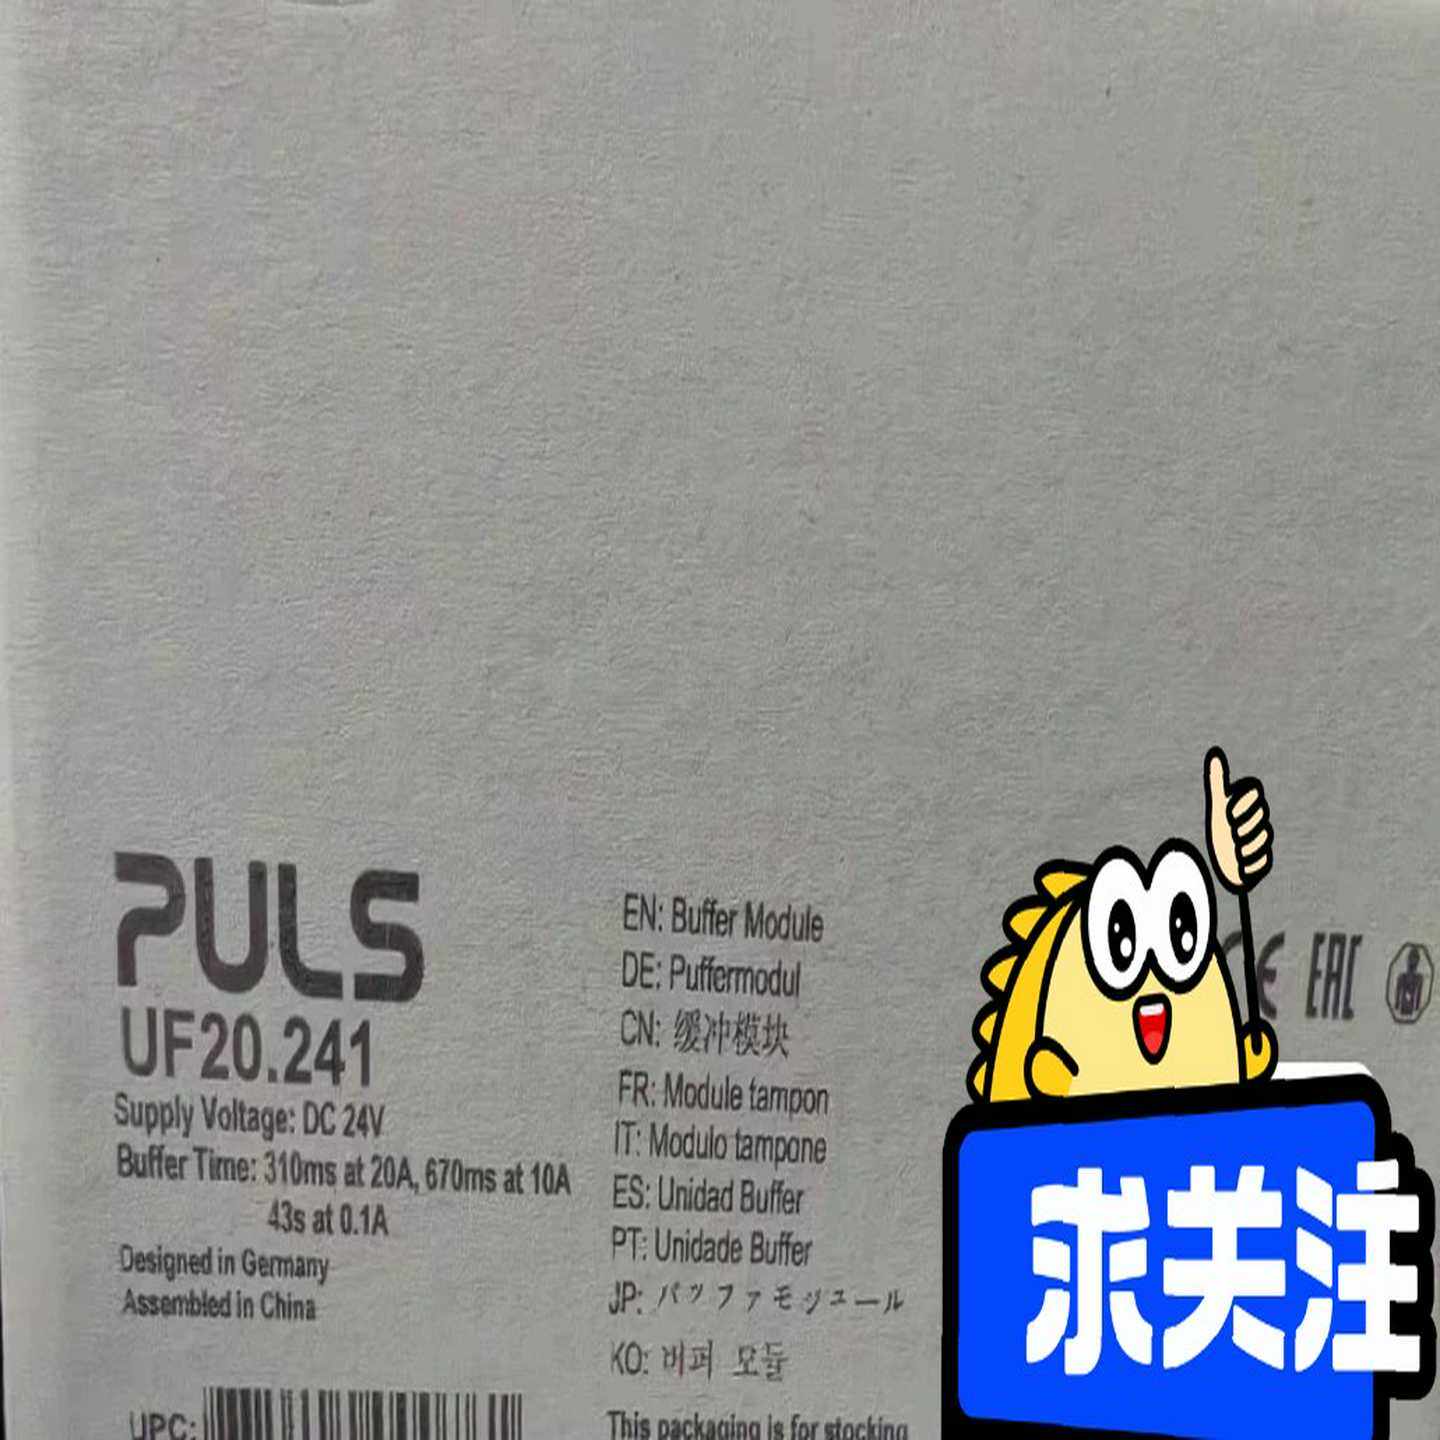 PULS
UF20.241
Supply Voltage: DC 24V
Buffer Time: 310ms at 20A, 670ms at 10A
43s at 0.1A
Designed in Germany
Assembled in China
UPC:
EN: Buffer Module
DE: Puffermodul
CN: 缓冲模块
FR: Module tampon
IT: Modulo tampone
ES: Unidad Buffer
PT: Unidade Buffer
JP: バッファモジュール
KO: 버퍼 모듈
This packaging is for stocking
CE EAC
求关注